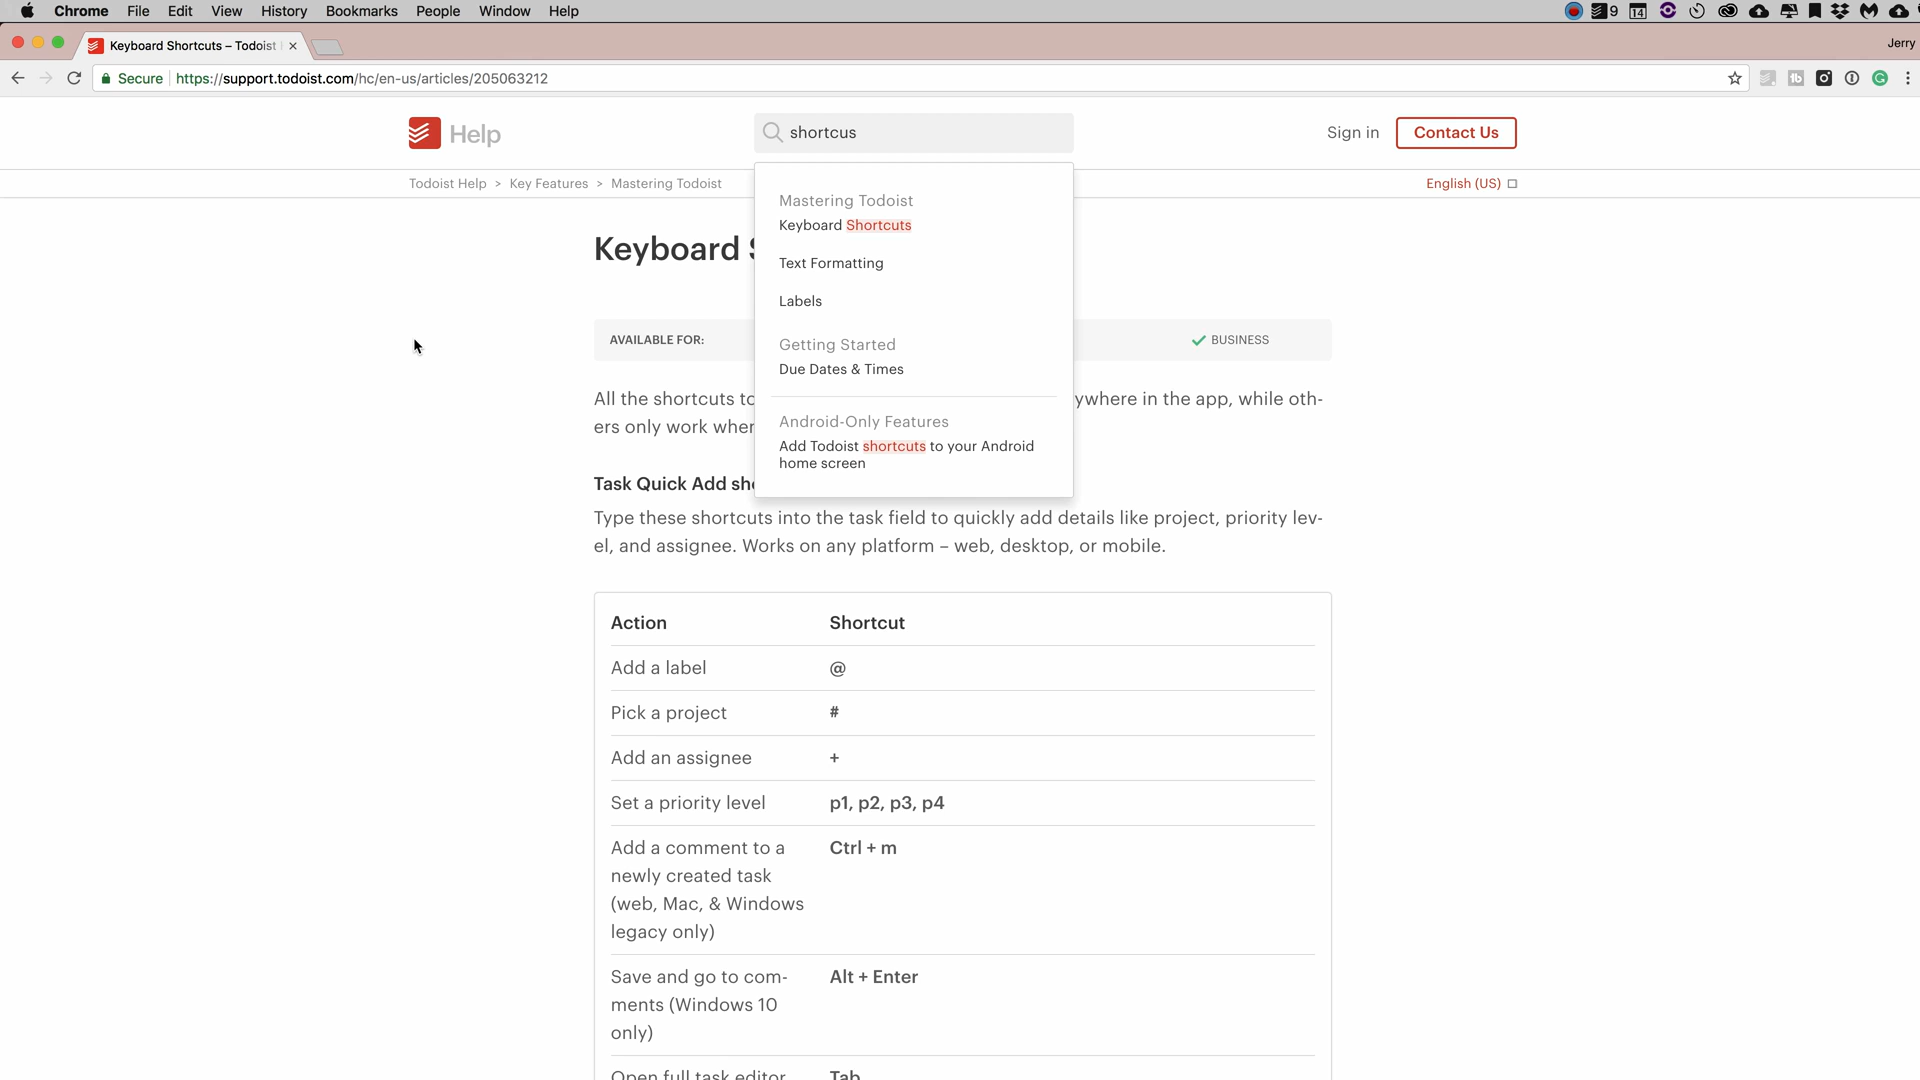 Chrome File Edit View History Bookmarks People Window Help 9 14
Keyboard Shortcuts – Todoist
Jerry
Secure https://support.todoist.com/hc/en-us/articles/205063212
Help
shortcus
Sign in Contact Us
Todoist Help > Key Features > Mastering Todoist
English (US)
Mastering Todoist
Keyboard Shortcuts
Text Formatting
Labels
Getting Started
Due Dates & Times
Android-Only Features
Add Todoist shortcuts to your Android
home screen
Keyboard S
AVAILABLE FOR:
BUSINESS
All the shortcuts to ywhere in the app, while oth-
ers only work when
Task Quick Add sho
Type these shortcuts into the task field to quickly add details like project, priority lev-
el, and assignee. Works on any platform – web, desktop, or mobile.
Action Shortcut
Add a label @
Pick a project #
Add an assignee +
Set a priority level p1, p2, p3, p4
Add a comment to a Ctrl + m
newly created task
(web, Mac, & Windows
legacy only)
Save and go to com- Alt + Enter
ments (Windows 10
only)
Open full task editor Tab